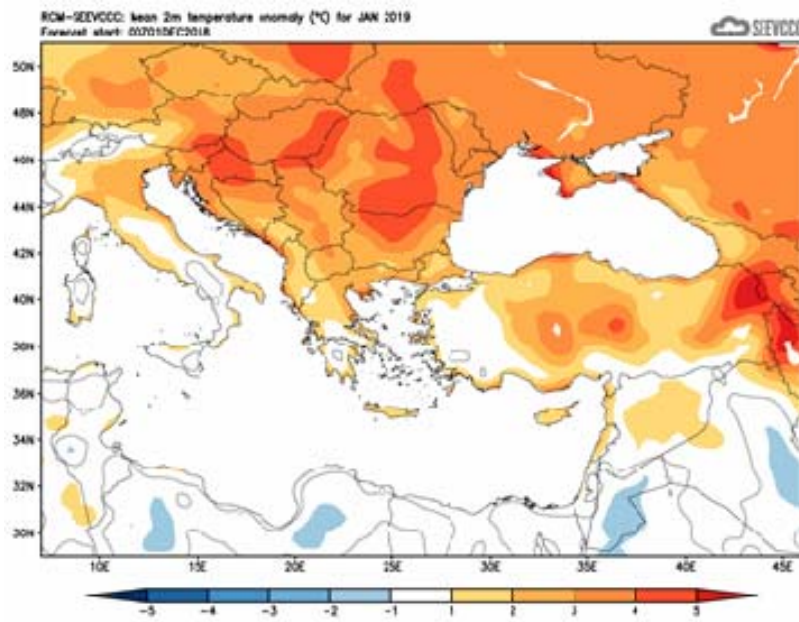 RCM-SEEVCCC: Mean 2m temperature anomaly (°C) for JAN 2019
Forecast start: 00Z01DEC2018
SEEVCCC
50N
48N
46N
44N
42N
40N
38N
36N
34N
32N
30N
10E 15E 20E 25E 30E 35E 40E 45E
-5 -4 -3 -2 -1 1 2 3 4 5